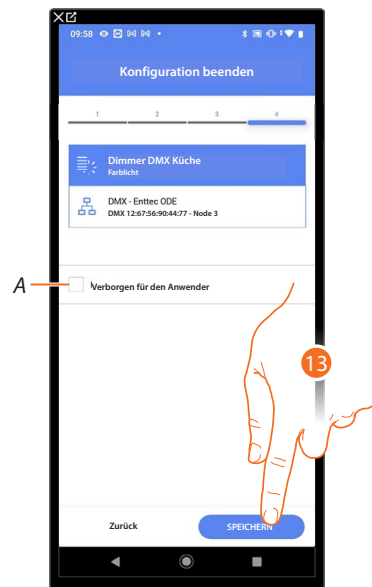 09:58
Konfiguration beenden
1 2 3 4
Dimmer DMX Küche
Farblicht
DMX - Enttec ODE
DMX 12:67:56:90:44:77 - Node 3
A
Verborgen für den Anwender
13
Zurück SPEICHERN